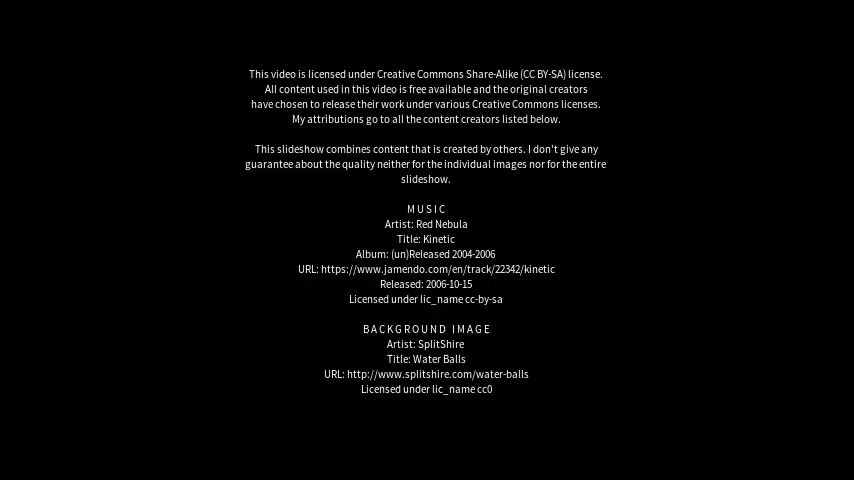 This video is licensed under Creative Commons Share-Alike (CC BY-SA) license.
All content used in this video is free available and the original creators
have chosen to release their work under various Creative Commons licenses.
My attributions go to all the content creators listed below.
This slideshow combines content that is created by others. I don't give any
guarantee about the quality neither for the individual images nor for the entire
slideshow.
MUSIC
Artist: Red Nebula
Title: Kinetic
Album: (un)Released 2004-2006
URL: https://www.jamendo.com/en/track/22342/kinetic
Released: 2006-10-15
Licensed under lic_name cc-by-sa
BACKGROUND IMAGE
Artist: SplitShire
Title: Water Balls
URL: http://www.splitshire.com/water-balls
Licensed under lic_name cc0